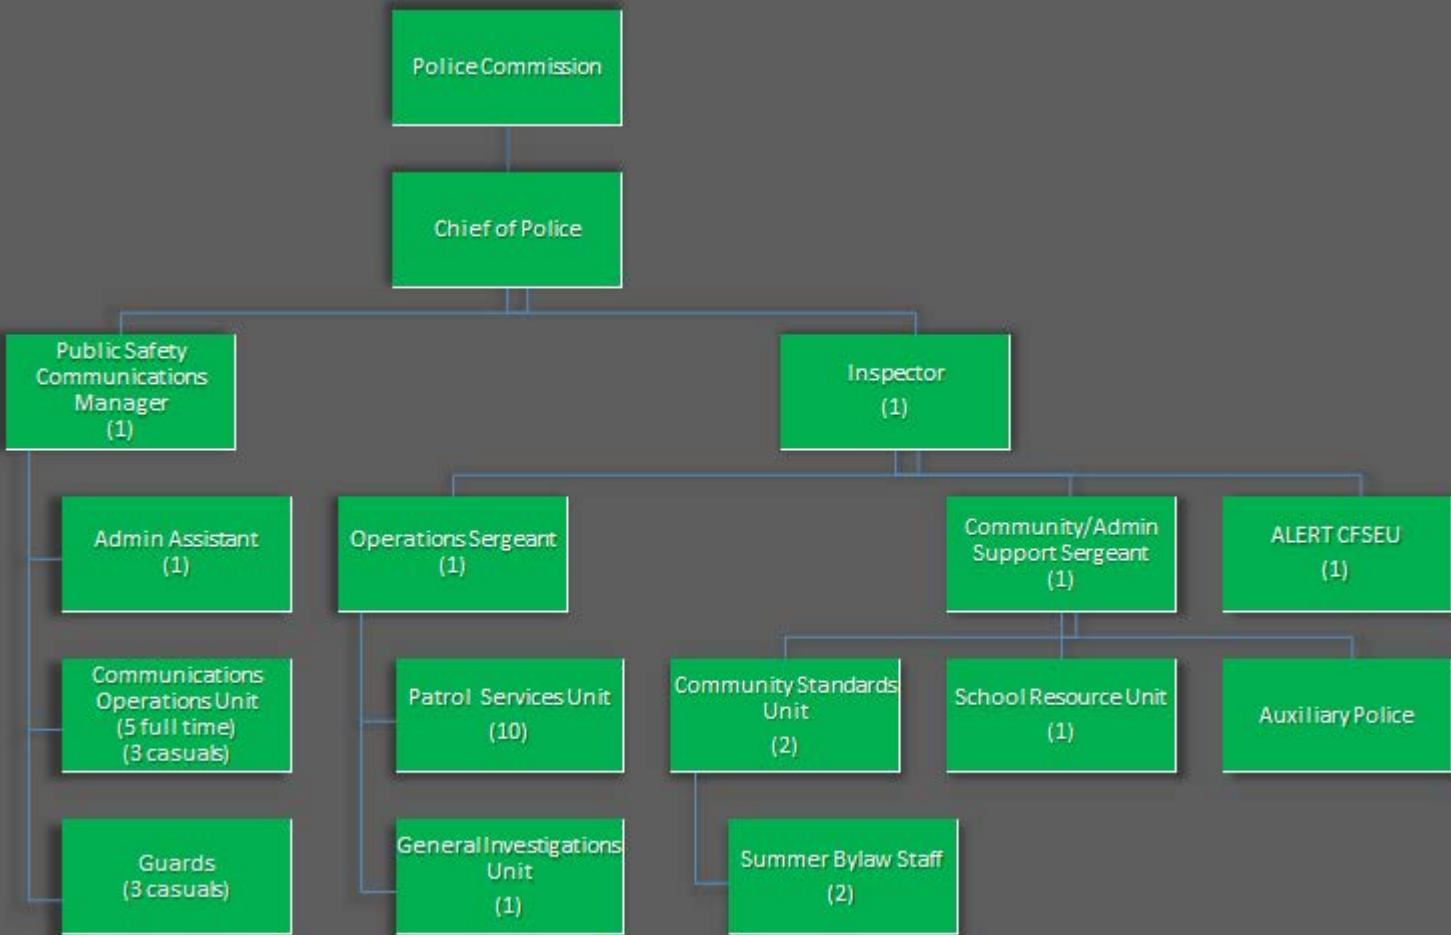 Police Commission
Chief of Police
Public Safety
Communications
Manager
(1)
Inspector
(1)
Admin Assistant
(1)
Operations Sergeant
(1)
Community/Admin
Support Sergeant
(1)
ALERT CFSEU
(1)
Communications
Operations Unit
(5 full time)
(3 casuals)
Patrol Services Unit
(10)
Community Standards
Unit
(2)
School Resource Unit
(1)
Auxiliary Police
Guards
(3 casuals)
General Investigations
Unit
(1)
Summer Bylaw Staff
(2)